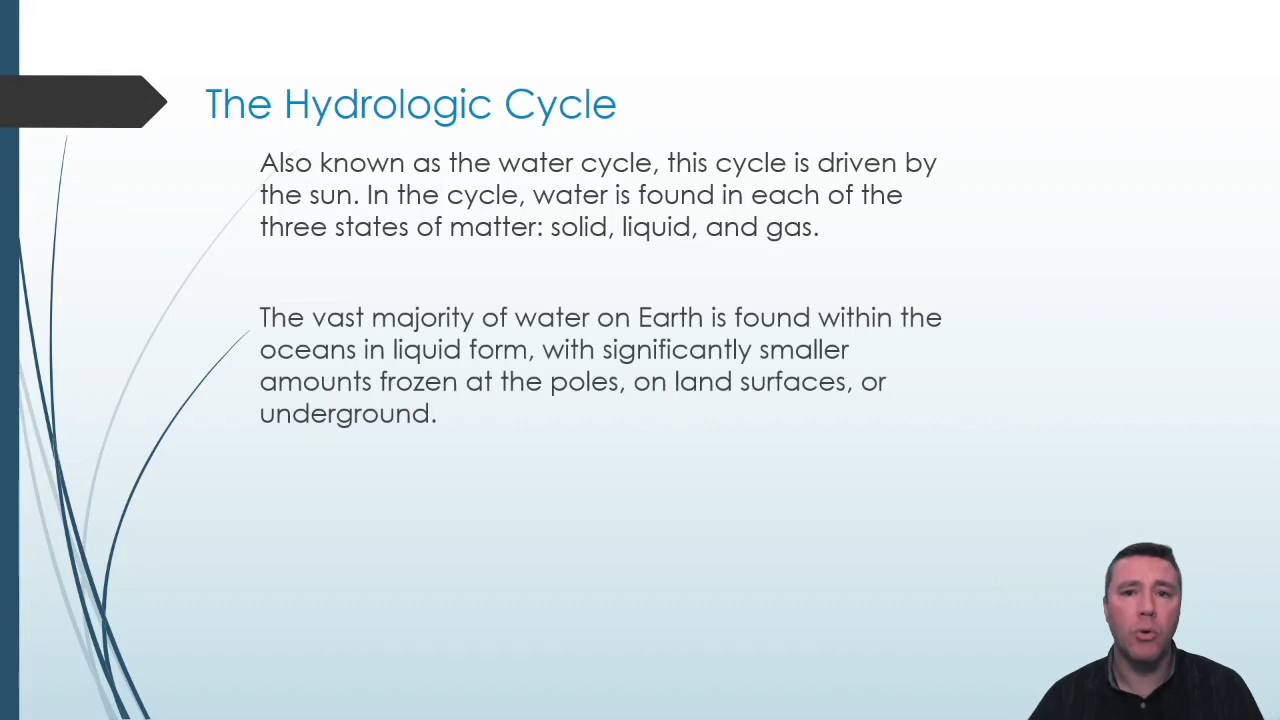 The Hydrologic Cycle
Also known as the water cycle, this cycle is driven by
the sun. In the cycle, water is found in each of the
three states of matter: solid, liquid, and gas.
The vast majority of water on Earth is found within the
oceans in liquid form, with significantly smaller
amounts frozen at the poles, on land surfaces, or
underground.